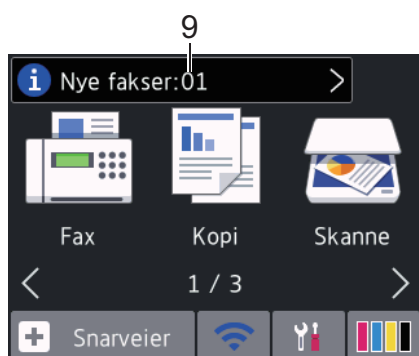 9
Nye fakser:01
Fax Kopi Skanne
1 / 3
Snarveier